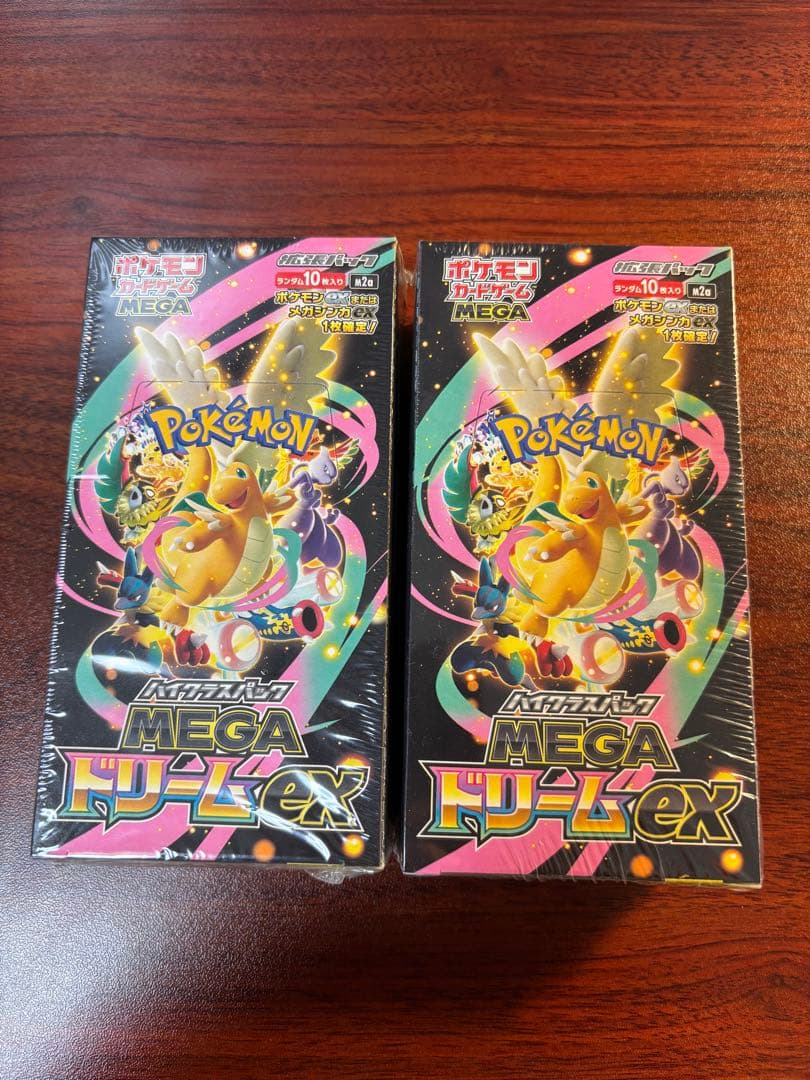 ポケモン
カードゲーム
MEGA
拡張パック
ランダム10枚入り
M2a
ポケモンexまたは
メガシンカex
1枚確定!
POKéMON
ハイクラスパック
MEGA
ドリームex
ポケモン
カードゲーム
MEGA
拡張パック
ランダム10枚入り
M2a
ポケモンexまたは
メガシンカex
1枚確定!
POKéMON
ハイクラスパック
MEGA
ドリームex